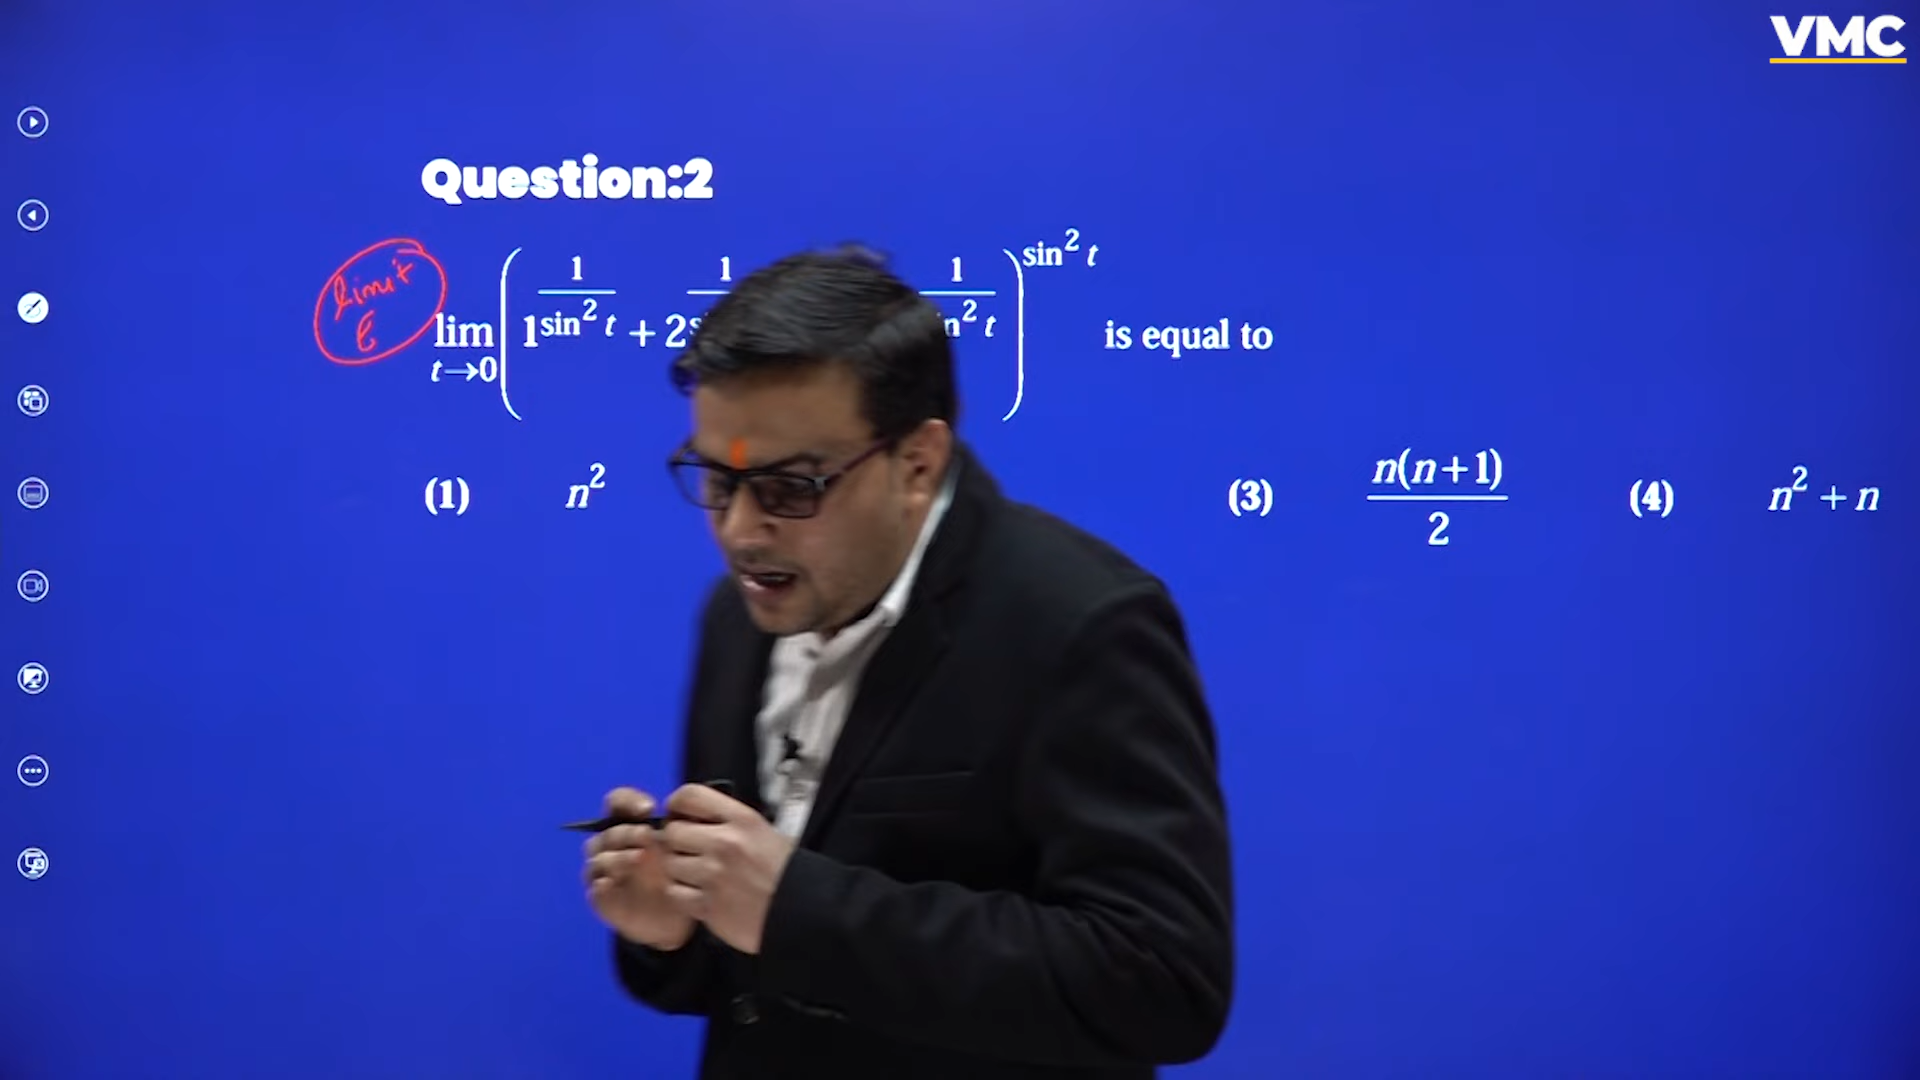 VMC
Question:2
limit
lim t→0 ( 1^(1/sin² t) + 2 1 1/ n² t )^(sin² t) is equal to
(1) n² (3) n(n+1)/2 (4) n² + n